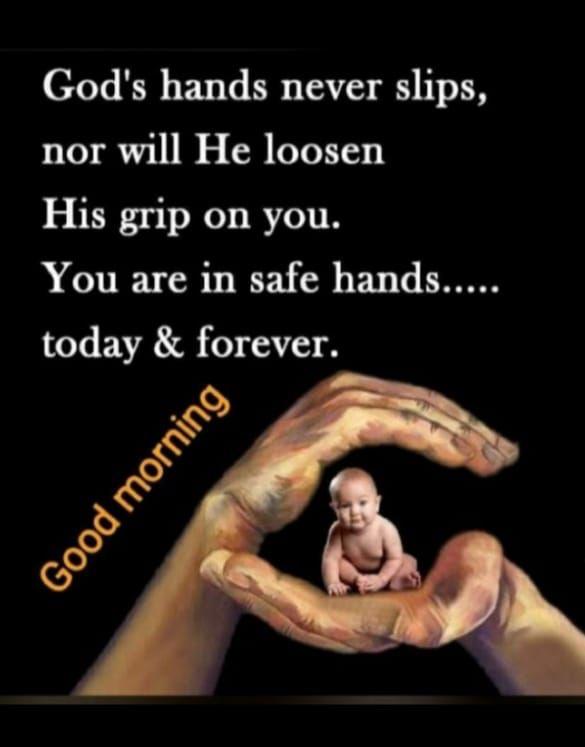 God's hands never slips,
nor will He loosen
His grip on you.
You are in safe hands.....
today & forever.
Good morning